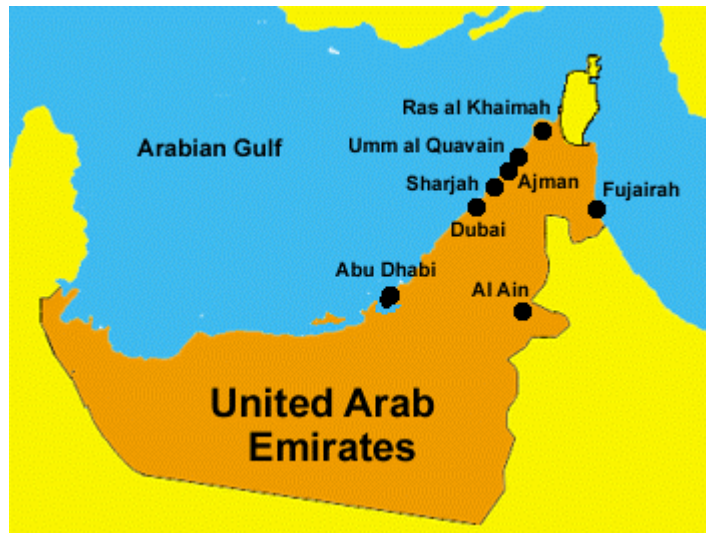 Ras al Khaimah
Arabian Gulf
Umm al Quavain
Sharjah
Ajman
Fujairah
Dubai
Abu Dhabi
Al Ain
United Arab
Emirates